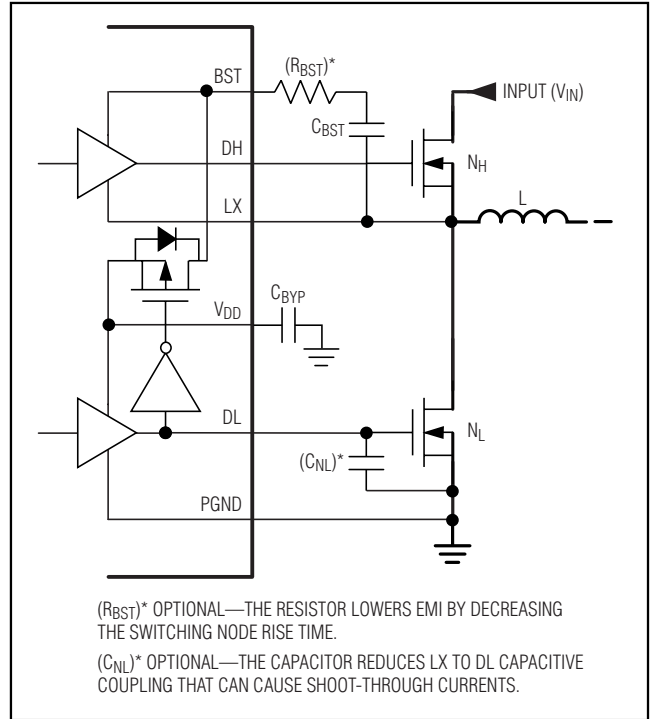 BST
(RBST)*
INPUT (VIN)
CBST
DH
NH
LX
L
VDD
CBYP
DL
NL
(CNL)*
PGND
(RBST)* OPTIONAL—THE RESISTOR LOWERS EMI BY DECREASING
THE SWITCHING NODE RISE TIME.
(CNL)* OPTIONAL—THE CAPACITOR REDUCES LX TO DL CAPACITIVE
COUPLING THAT CAN CAUSE SHOOT-THROUGH CURRENTS.